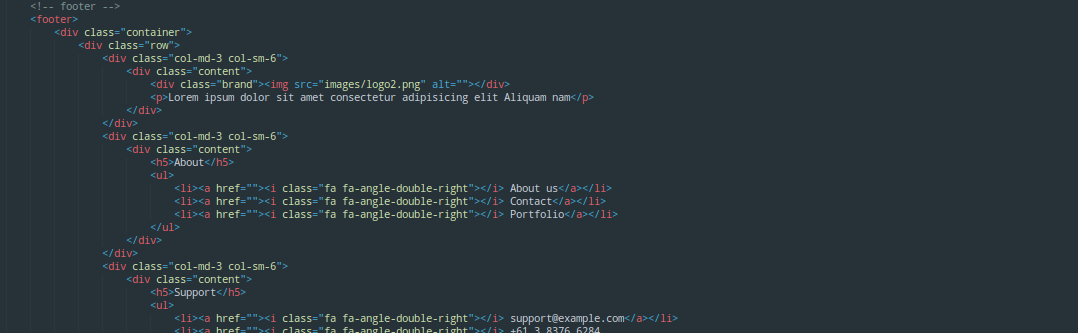 <!-- footer -->
<footer>
<div class="container">
<div class="row">
<div class="col-md-3 col-sm-6">
<div class="content">
<div class="brand"><img src="images/logo2.png" alt=""></div>
<p>Lorem ipsum dolor sit amet consectetur adipisicing elit Aliquam nam</p>
</div>
</div>
<div class="col-md-3 col-sm-6">
<div class="content">
<h5>About</h5>
<ul>
<li><a href=""><i class="fa fa-angle-double-right"></i> About us</a></li>
<li><a href=""><i class="fa fa-angle-double-right"></i> Contact</a></li>
<li><a href=""><i class="fa fa-angle-double-right"></i> Portfolio</a></li>
</ul>
</div>
</div>
<div class="col-md-3 col-sm-6">
<div class="content">
<h5>Support</h5>
<ul>
<li><a href=""><i class="fa fa-angle-double-right"></i> support@example.com</a></li>
<li><a href=""><i class="fa fa-angle-double-right"></i> +61 3 8376 6284